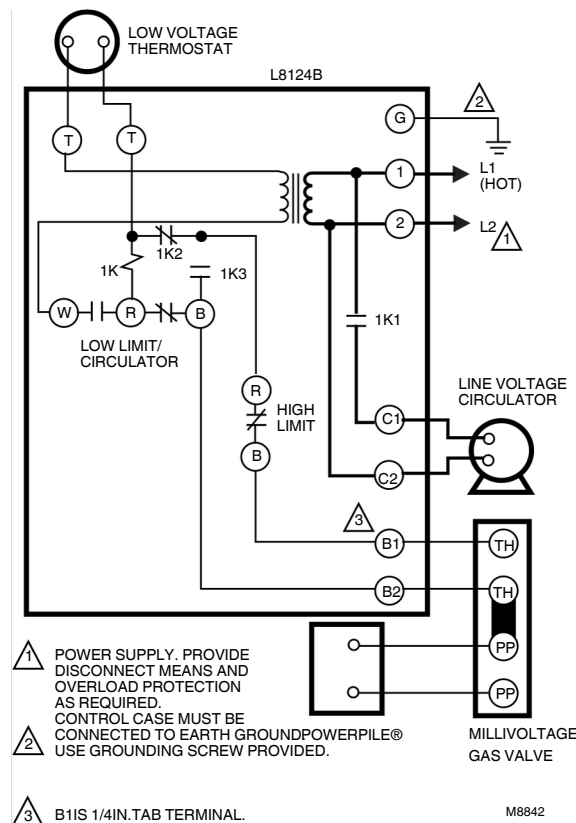 LOW VOLTAGE
THERMOSTAT
L8124B
T
T
G
2
1
L1
(HOT)
2
L2
1
1K2
1K
1K3
1K1
W
R
B
LOW LIMIT/
CIRCULATOR
R
HIGH
LIMIT
B
LINE VOLTAGE
CIRCULATOR
C1
C2
3
B1
TH
B2
TH
PP
PP
1 POWER SUPPLY. PROVIDE
DISCONNECT MEANS AND
OVERLOAD PROTECTION
AS REQUIRED.
CONTROL CASE MUST BE
2 CONNECTED TO EARTH GROUNDPOWERPILE®
USE GROUNDING SCREW PROVIDED.
MILLIVOLTAGE
GAS VALVE
3 B1IS 1/4IN.TAB TERMINAL.
M8842